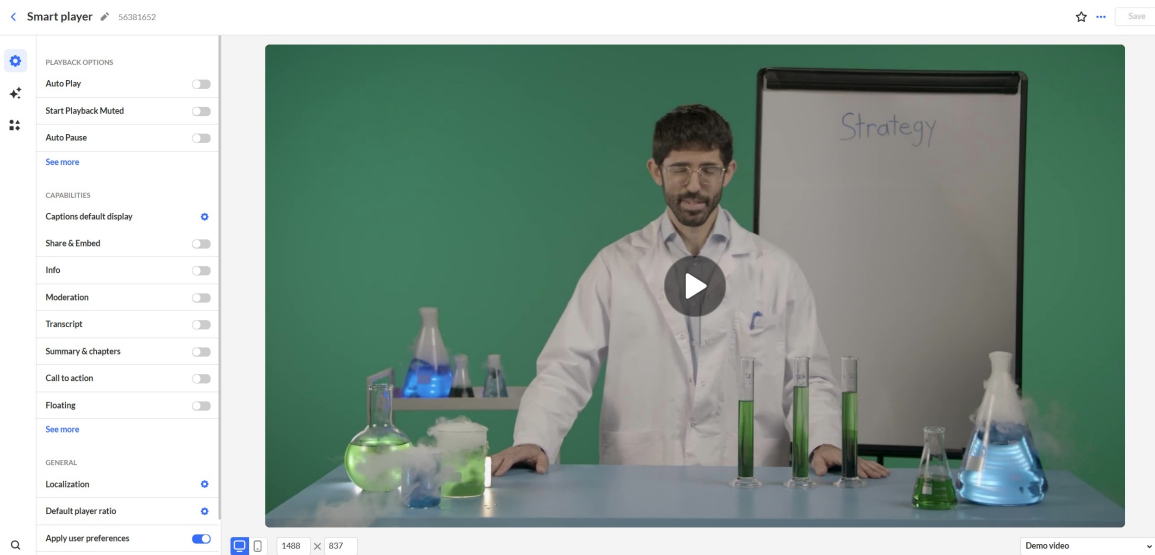 Smart player 56381652 Save
PLAYBACK OPTIONS
Auto Play
Start Playback Muted
Auto Pause
See more
CAPABILITIES
Captions default display
Share & Embed
Info
Moderation
Transcript
Summary & chapters
Call to action
Floating
See more
GENERAL
Localization
Default player ratio
Apply user preferences
Strategy
1488 837
Demo video